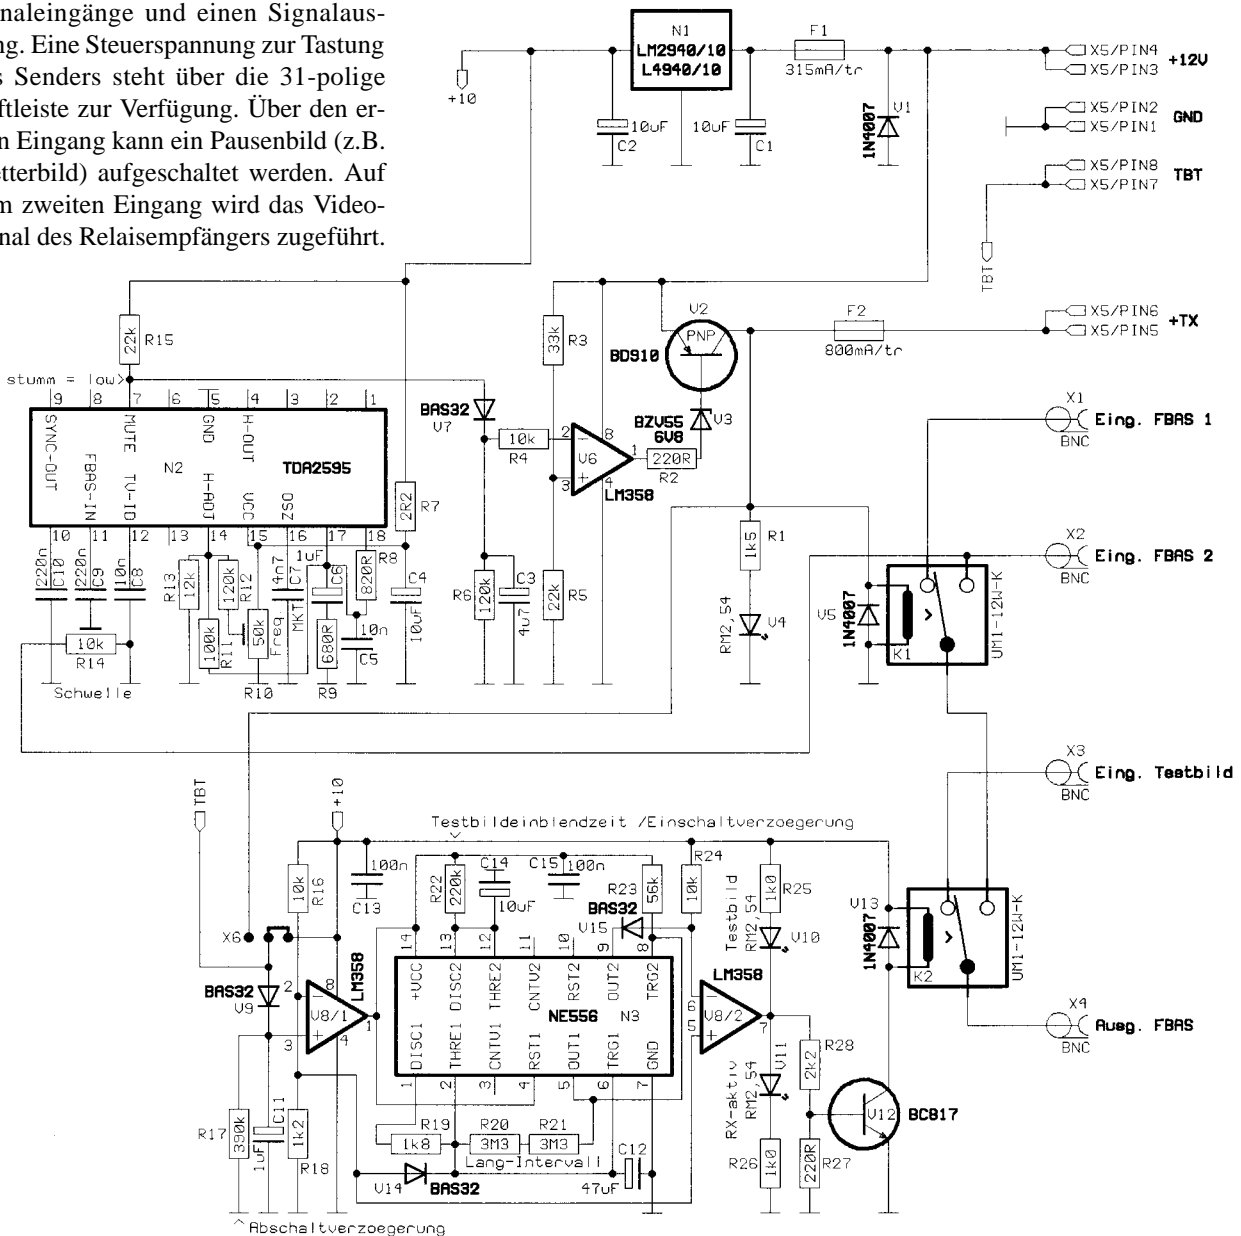 naleingänge und einen Signalaus-
ng. Eine Steuerspannung zur Tastung
s Senders steht über die 31-polige
ftleiste zur Verfügung. Über den er-
n Eingang kann ein Pausenbild (z.B.
etterbild) aufgeschaltet werden. Auf
m zweiten Eingang wird das Video-
nal des Relaisempfängers zugeführt.
N1
LM2940/10
L4940/10
F1
315mA/tr
X5/PIN4
X5/PIN3
+12V
+10
10uF
C2
10uF
C1
V1
1N4007
X5/PIN2
X5/PIN1
GND
X5/PIN8
X5/PIN7
TBT
TBT
22k
R15
33k
R3
V2
PNP
BD910
F2
800mA/tr
X5/PIN6
X5/PIN5
+TX
stumm = low>
9 8 7 6 5 4 3 2 1
SYNC-OUT
FBAS-IN
MUTE
TV-ID
GND
H-ADJ
H-OUT
VCC
OSZ
N2
TDA2595
10 11 12 13 14 15 16 17 18
BAS32
V7
10k
R4
2
3
8
4
1
V6
LM358
220R
R2
BZV55
6V8
V3
X1
BNC
Eing. FBAS 1
2R2
R7
220n
C10
220n
C9
10n
C8
R13
12k
120k
R12
4n7
C7
MKT
1uF
C6
820R
R8
C4
10uF
R6
120k
C3
4u7
22k
R5
R1
1k5
RM2,54
V4
X2
BNC
Eing. FBAS 2
V5
1N4007
K1
UM1-12W-K
10k
R14
Schwelle
100k
R11
50k
Freq.
R10
680R
R9
10n
C5
X3
BNC
Eing. Testbild
TBT
+10
Testbildeinblendzeit /Einschaltverzoegerung
10k
R16
100n
C13
R22
220k
C14
10uF
C15
100n
R23
56k
R24
10k
BAS32
V15
Testbild
RM2,54
1k0
R25
V10
V13
1N4007
K2
UM1-12W-K
X6
BAS32
V9
2
3
8
4
1
V8/1
LM358
14 13 12 11 10 9 8
+VCC
DISC2
THRE2
CNTV2
RST2
OUT2
TRG2
NE556
N3
DISC1
THRE1
CNTV1
RST1
OUT1
TRG1
GND
1 2 3 4 5 6 7
LM358
6
5
V8/2
7
X4
BNC
Ausg. FBAS
R17
390k
C11
1uF
1k2
R18
R19
1k8
R20
3M3
R21
3M3
Lang-Intervall
V14
BAS32
C12
47uF
RX-aktiv
RM2,54
V11
R26
1k0
R28
2k2
220R
R27
V12
BC817
^Abschaltverzoegerung